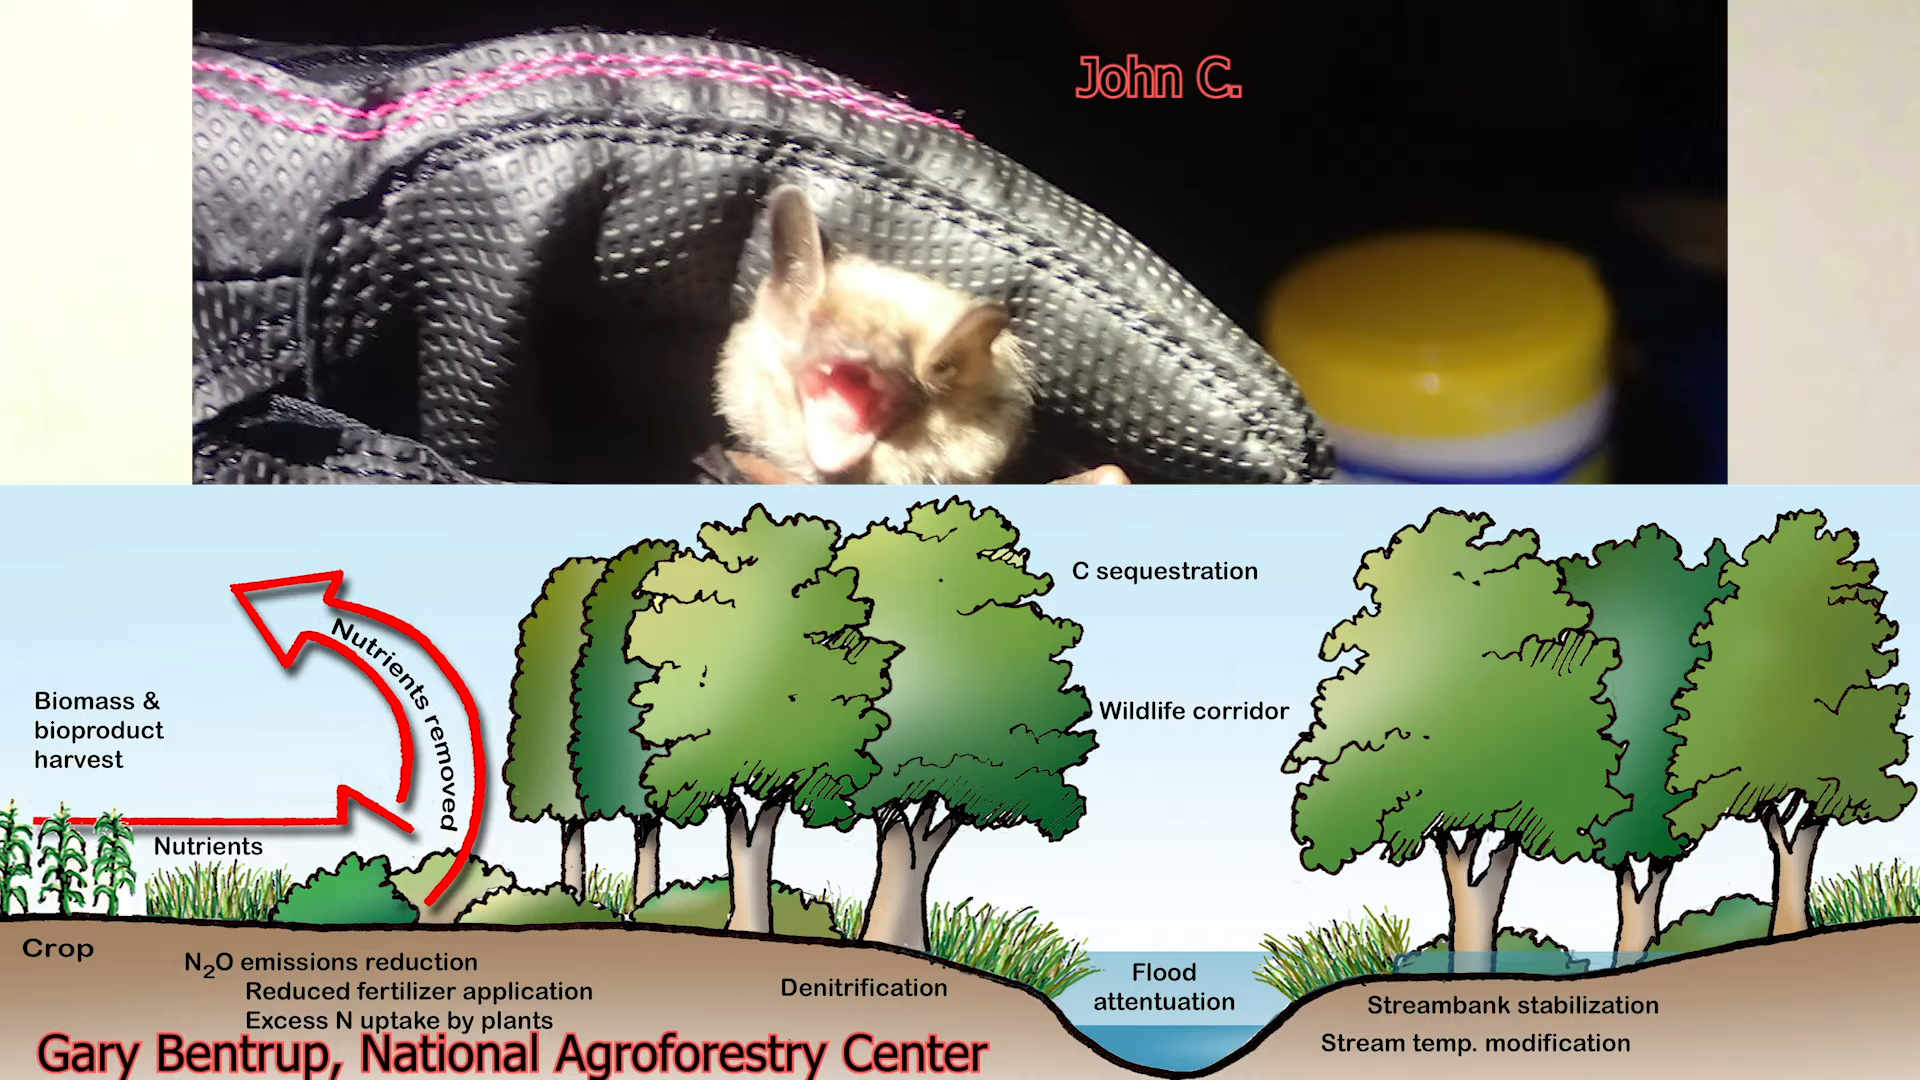 John C.
C sequestration
Nutrients removed
Biomass &
bioproduct
harvest
Wildlife corridor
Nutrients
Crop
N2O emissions reduction
Reduced fertilizer application
Excess N uptake by plants
Denitrification
Flood
attentuation
Streambank stabilization
Stream temp. modification
Gary Bentrup, National Agroforestry Center